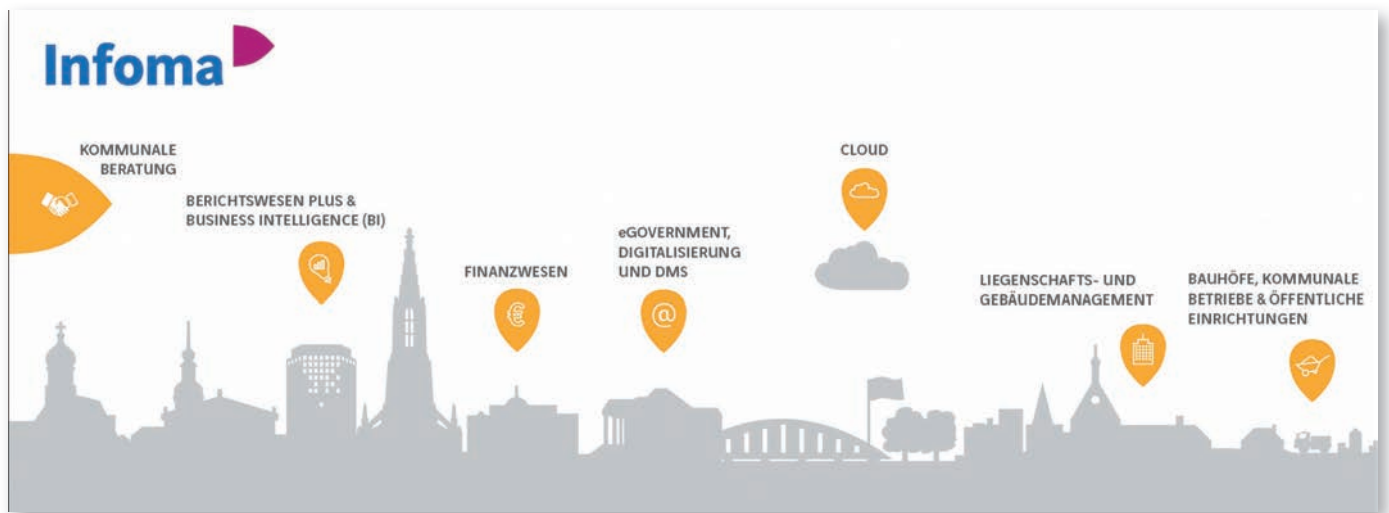 Infoma
KOMMUNALE
BERATUNG
BERICHTSWESEN PLUS &
BUSINESS INTELLIGENCE (BI)
FINANZWESEN
eGOVERNMENT,
DIGITALISIERUNG
UND DMS
CLOUD
LIEGENSCHAFTS- UND
GEBÄUDEMANAGEMENT
BAUHÖFE, KOMMUNALE
BETRIEBE & ÖFFENTLICHE
EINRICHTUNGEN
€
@